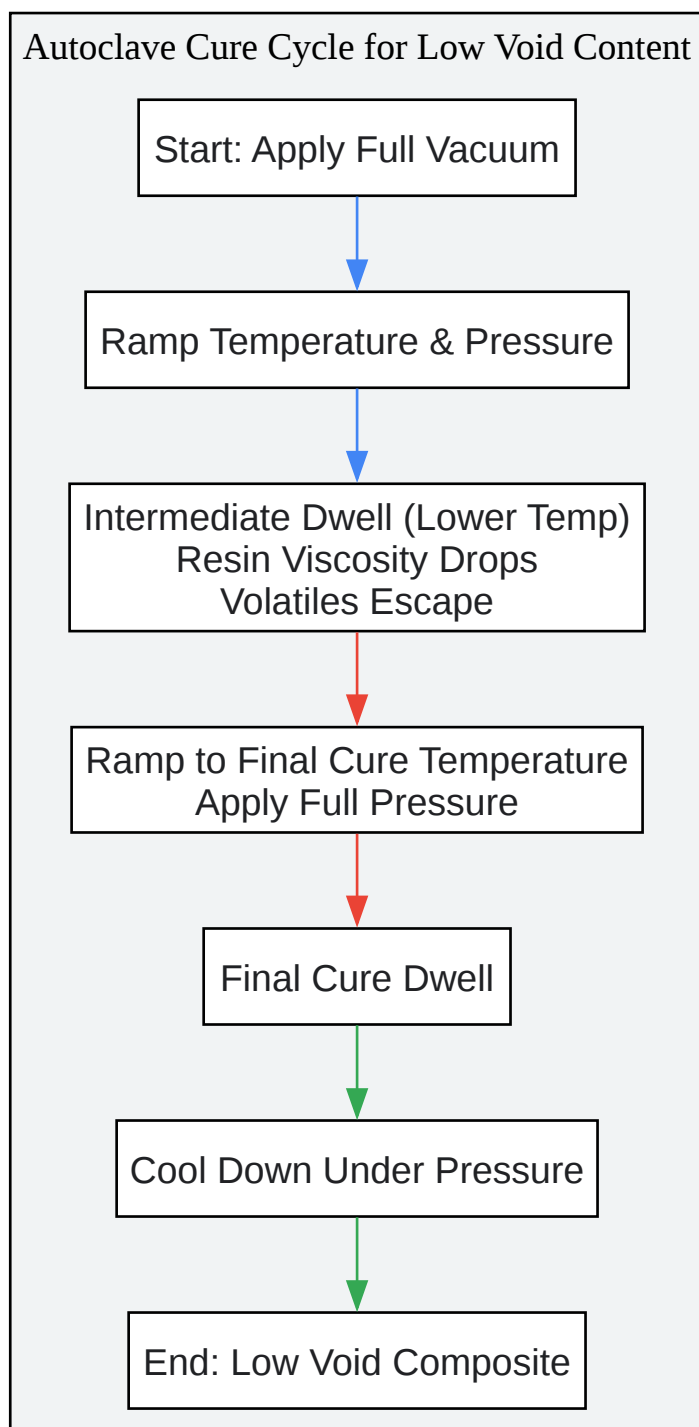 Autoclave Cure Cycle for Low Void Content
Start: Apply Full Vacuum
Ramp Temperature & Pressure
Intermediate Dwell (Lower Temp)
Resin Viscosity Drops
Volatiles Escape
Ramp to Final Cure Temperature
Apply Full Pressure
Final Cure Dwell
Cool Down Under Pressure
End: Low Void Composite